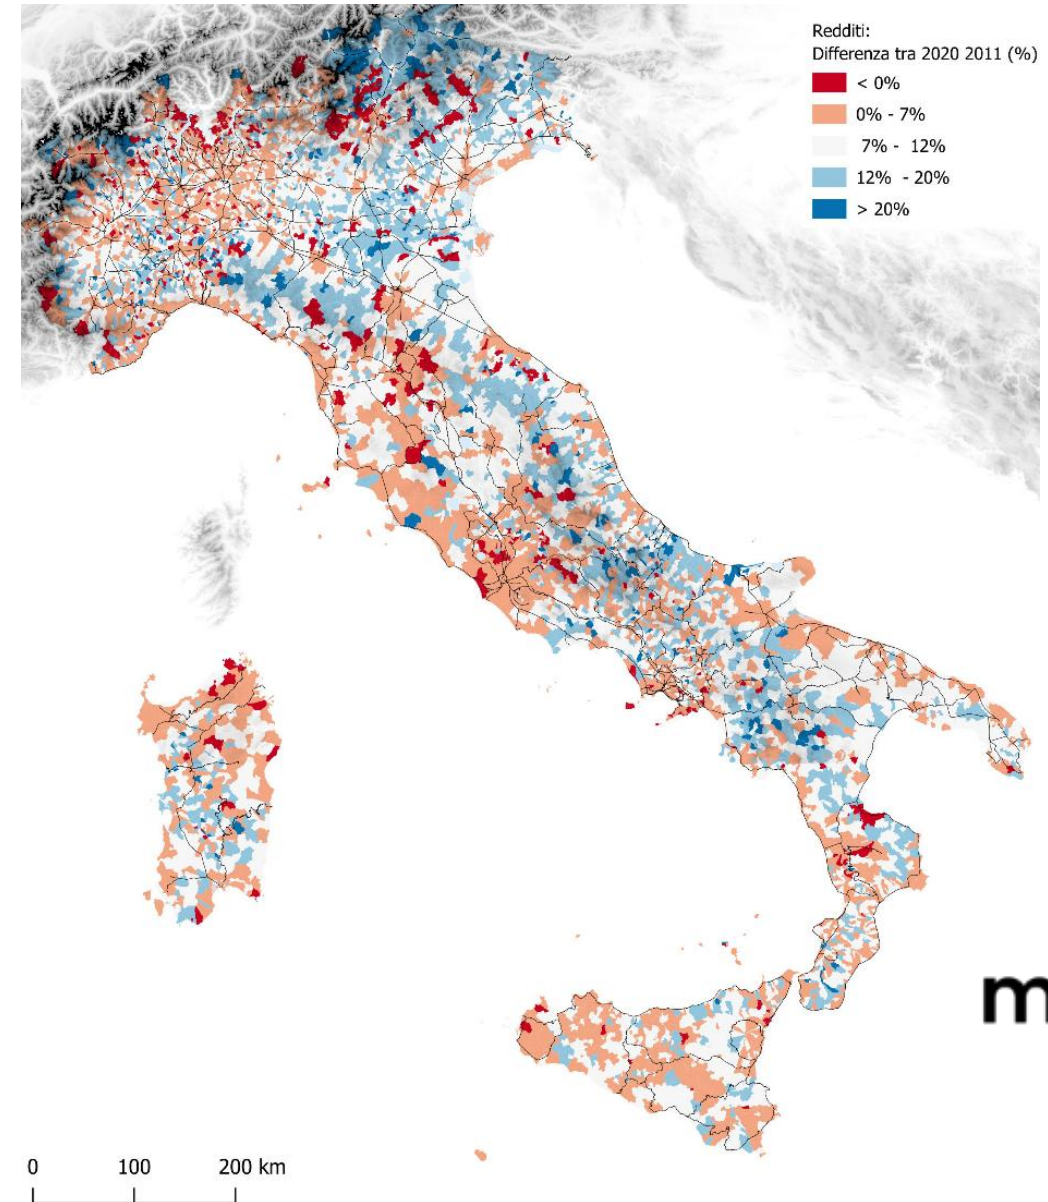 Redditi:
Differenza tra 2020 2011 (%)
< 0%
0% - 7%
7% - 12%
12% - 20%
> 20%
m
0 100 200 km